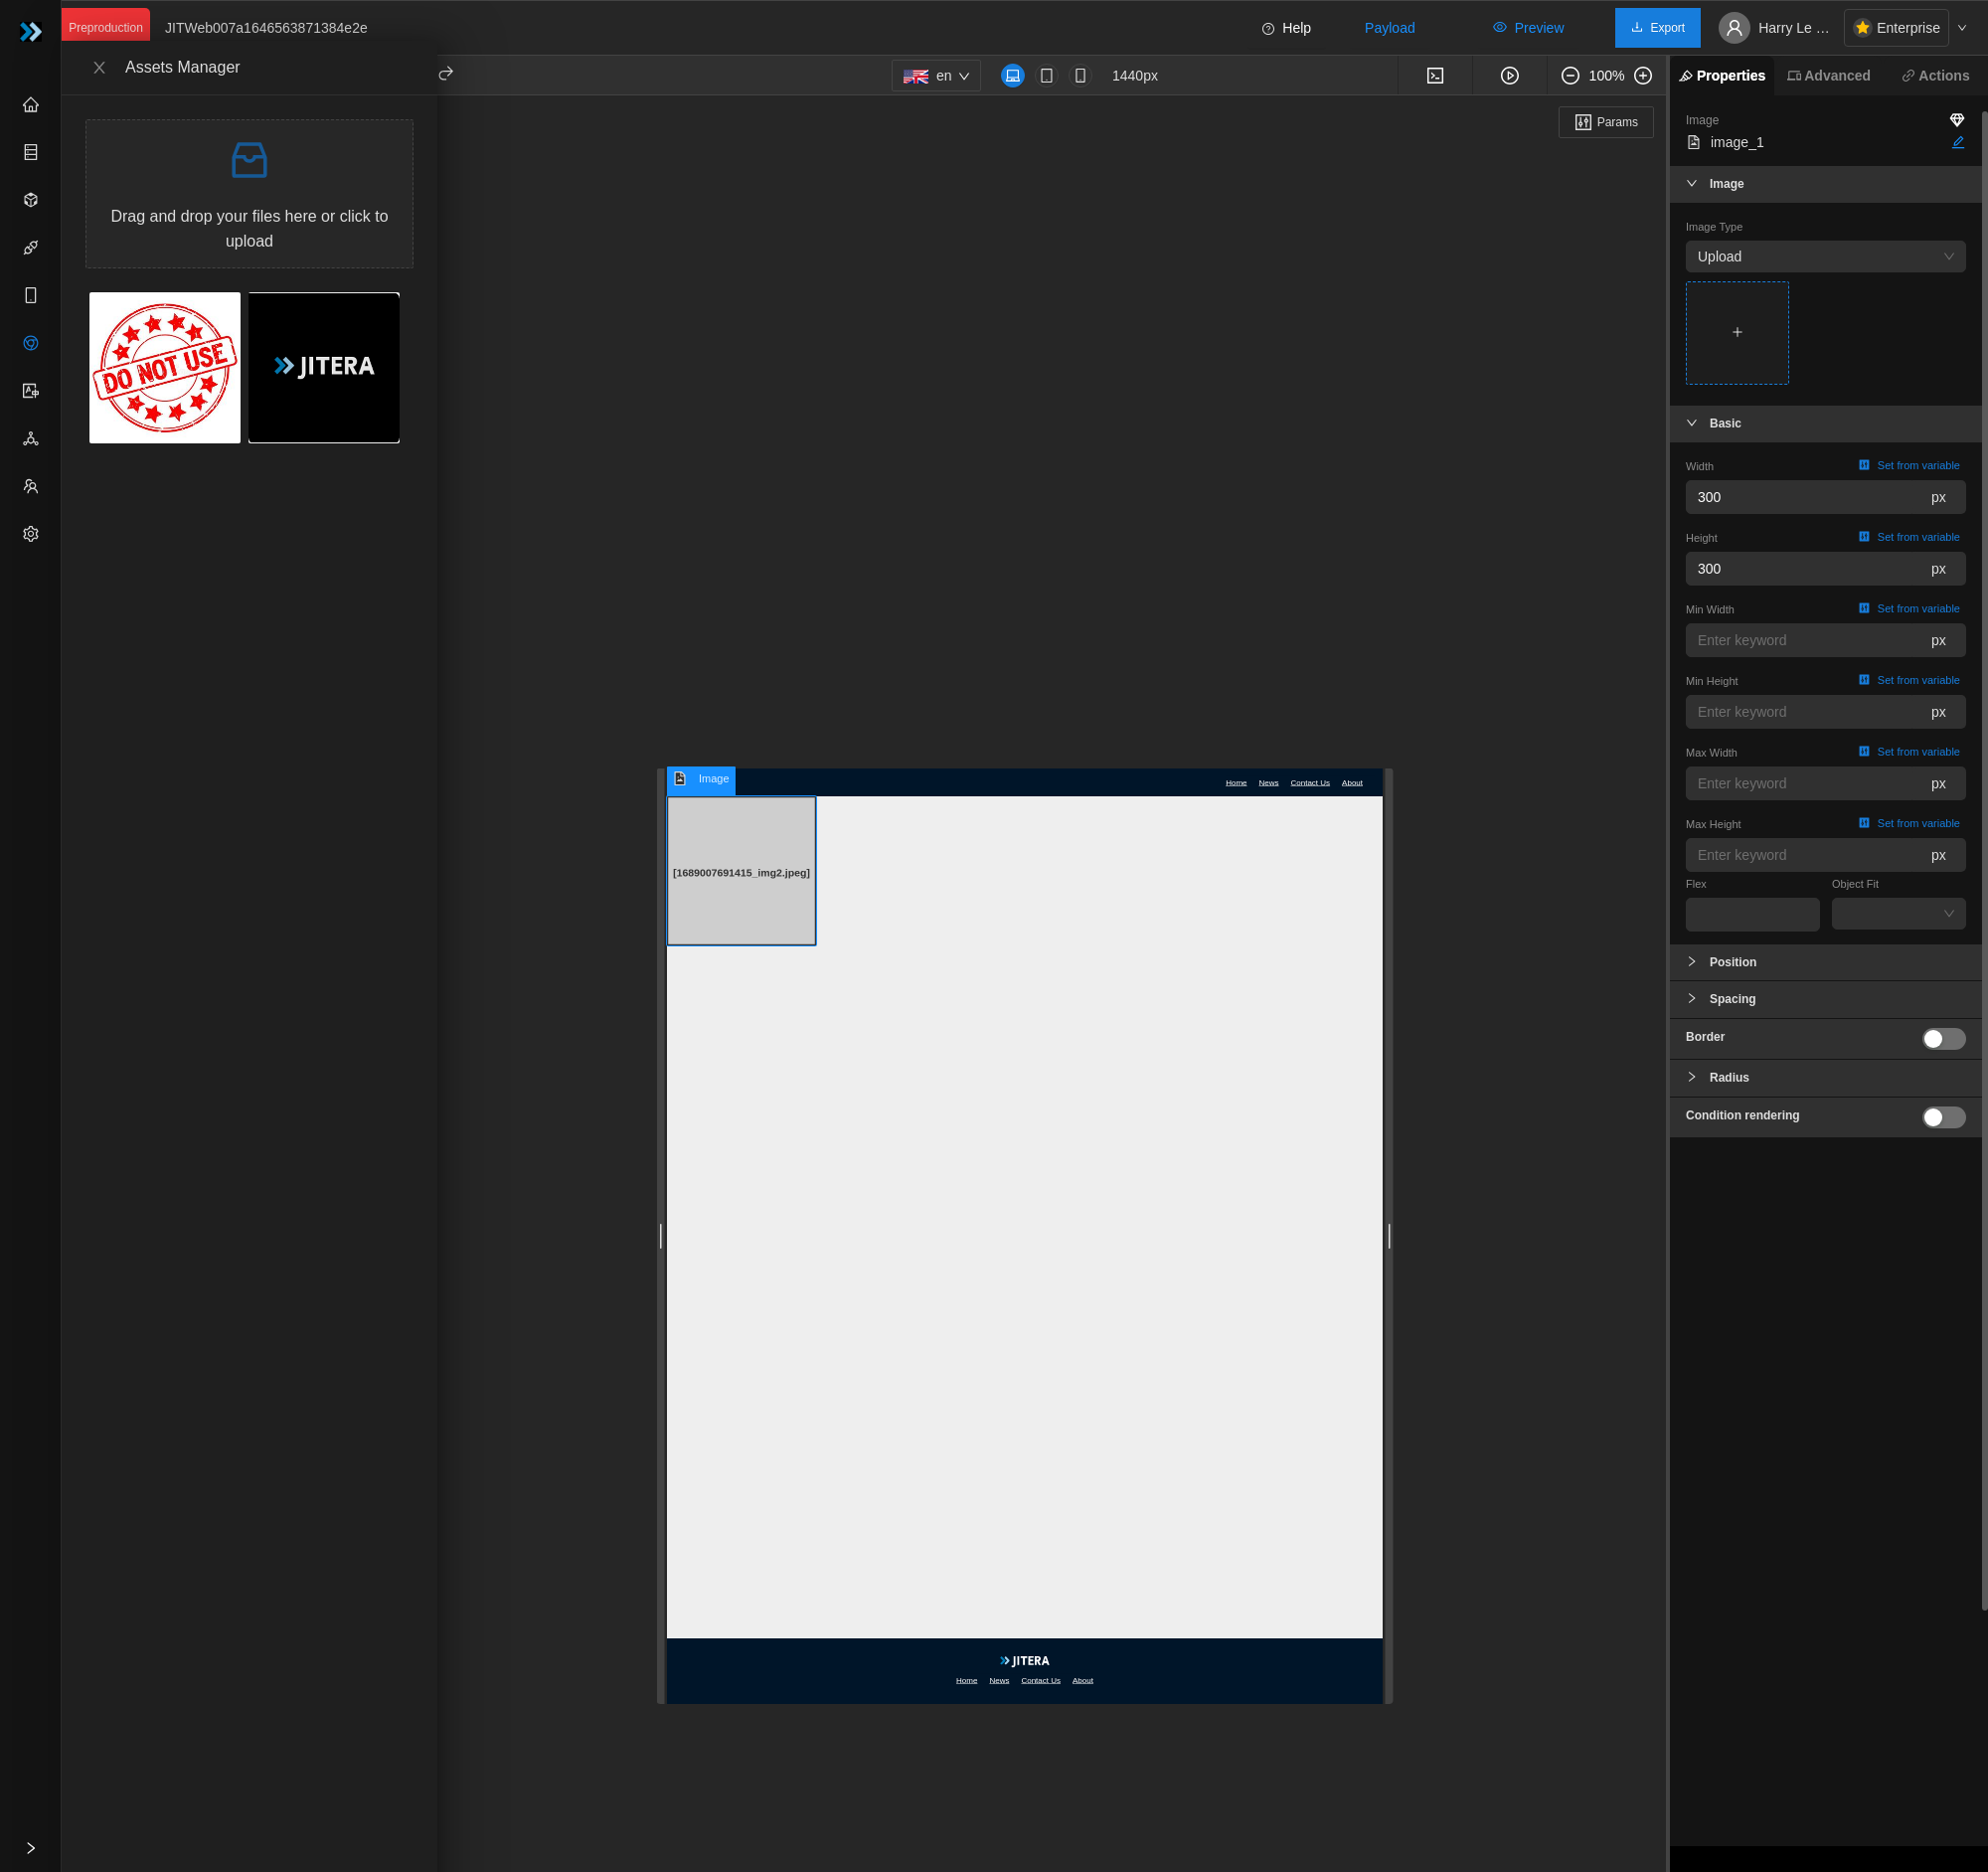 Preproduction
JITWeb007a1646563871384e2e
Help
Payload
Preview
Export
Harry Le ...
Enterprise
Assets Manager
en
1440px
100%
Properties
Advanced
Actions
Params
Drag and drop your files here or click to
upload
DO NOT USE
JITERA
Image
image_1
Image
Image Type
Upload
Basic
Width
Set from variable
300
px
Height
Set from variable
300
px
Min Width
Set from variable
Enter keyword
px
Min Height
Set from variable
Enter keyword
px
Max Width
Set from variable
Enter keyword
px
Max Height
Set from variable
Enter keyword
px
Flex
Object Fit
Position
Spacing
Border
Radius
Condition rendering
Image
Home
News
Contact Us
About
[1689007691415_img2.jpeg]
JITERA
Home
News
Contact Us
About